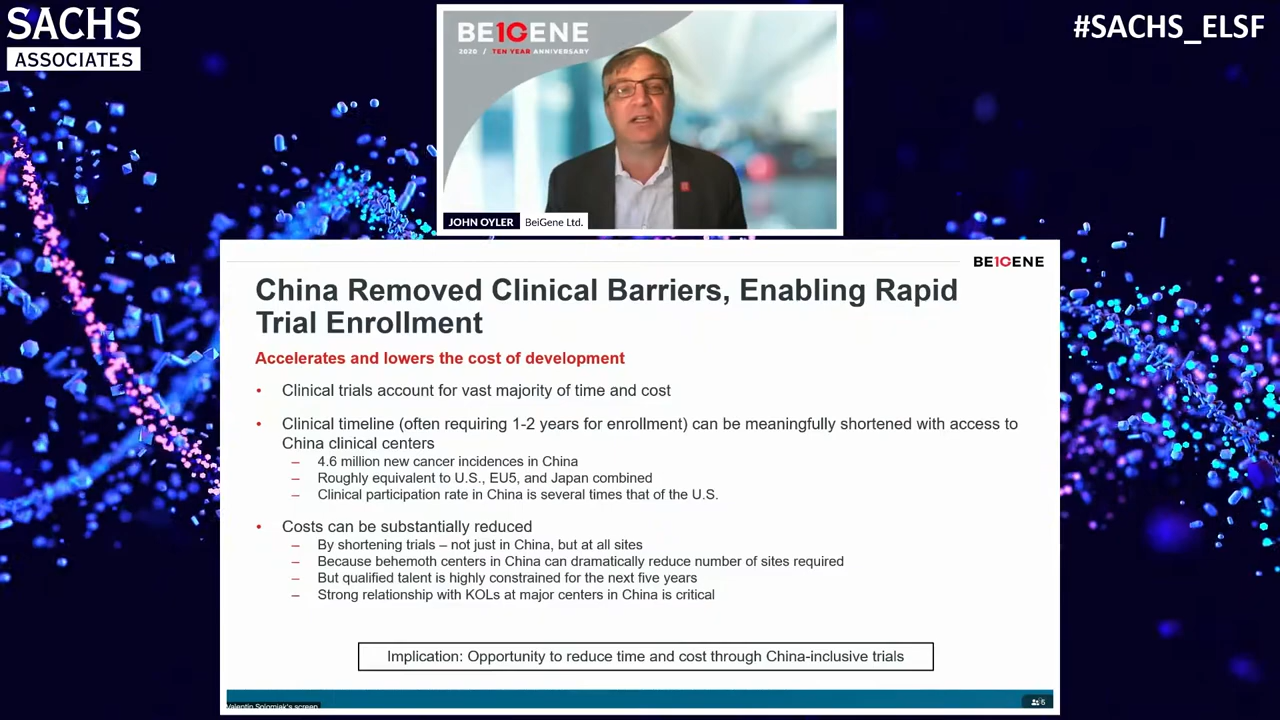 SACHS
ASSOCIATES
#SACHS_ELSF
BEIGENE
2020 / TEN YEAR ANNIVERSARY
JOHN OYLER BeiGene Ltd.
BEIGENE
China Removed Clinical Barriers, Enabling Rapid
Trial Enrollment
Accelerates and lowers the cost of development
• Clinical trials account for vast majority of time and cost
• Clinical timeline (often requiring 1-2 years for enrollment) can be meaningfully shortened with access to
China clinical centers
– 4.6 million new cancer incidences in China
– Roughly equivalent to U.S., EU5, and Japan combined
– Clinical participation rate in China is several times that of the U.S.
• Costs can be substantially reduced
– By shortening trials – not just in China, but at all sites
– Because behemoth centers in China can dramatically reduce number of sites required
– But qualified talent is highly constrained for the next five years
– Strong relationship with KOLs at major centers in China is critical
Implication: Opportunity to reduce time and cost through China-inclusive trials
Valentin Solomiak's screen
6